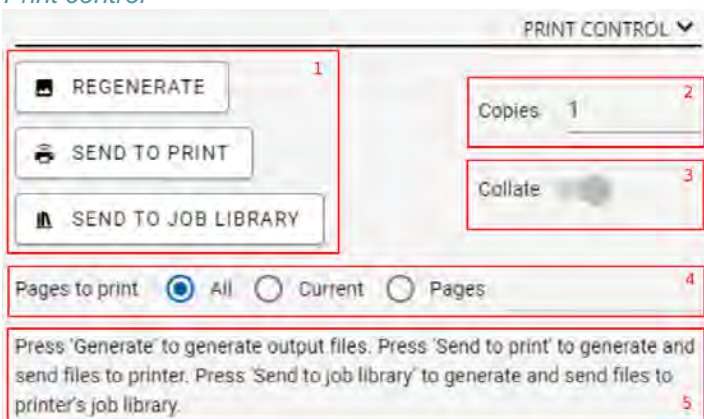 Print control
PRINT CONTROL
1
REGENERATE
2
Copies 1
SEND TO PRINT
3
Collate
SEND TO JOB LIBRARY
4
Pages to print All Current Pages
Press 'Generate' to generate output files. Press 'Send to print' to generate and
send files to printer. Press 'Send to job library' to generate and send files to
printer's job library.
5